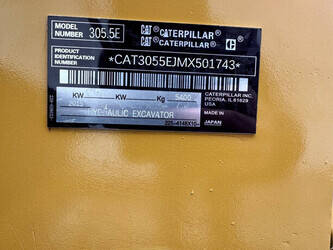 MODEL NUMBER 305.5E
CAT CATERPILLAR
CAT CATERPILLAR
PRODUCT IDENTIFICATION NUMBER
*CAT3055EJMX501743*
KW KW Kg 5400
CATERPILLAR INC.
PEORIA, IL 61629
USA
HYDRAULIC EXCAVATOR
MADE IN
JAPAN